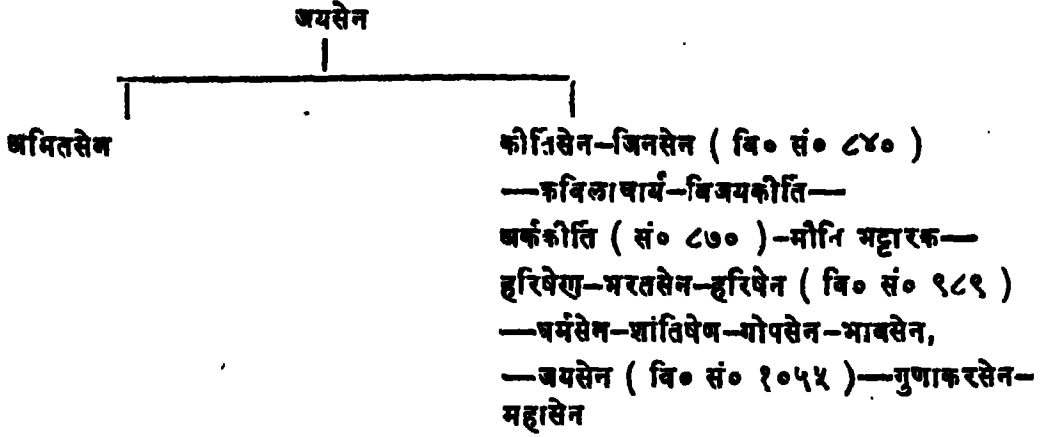 जयसेन
अमितसेन
कीर्तिसेन–जिनसेन ( वि० सं० ८४० )
—कविलाचार्य–विजयकीर्ति—
अर्ककीर्ति ( सं० ८७० )–मौनि भट्टारक—
हरिषेण–भरतसेन–हरिषेन ( वि० सं० ९८९ )
—धर्मसेन–शांतिषेण–गोपसेन–भावसेन,
—जयसेन ( वि० सं० १०५५ )—गुणाकरसेन–
महासेन